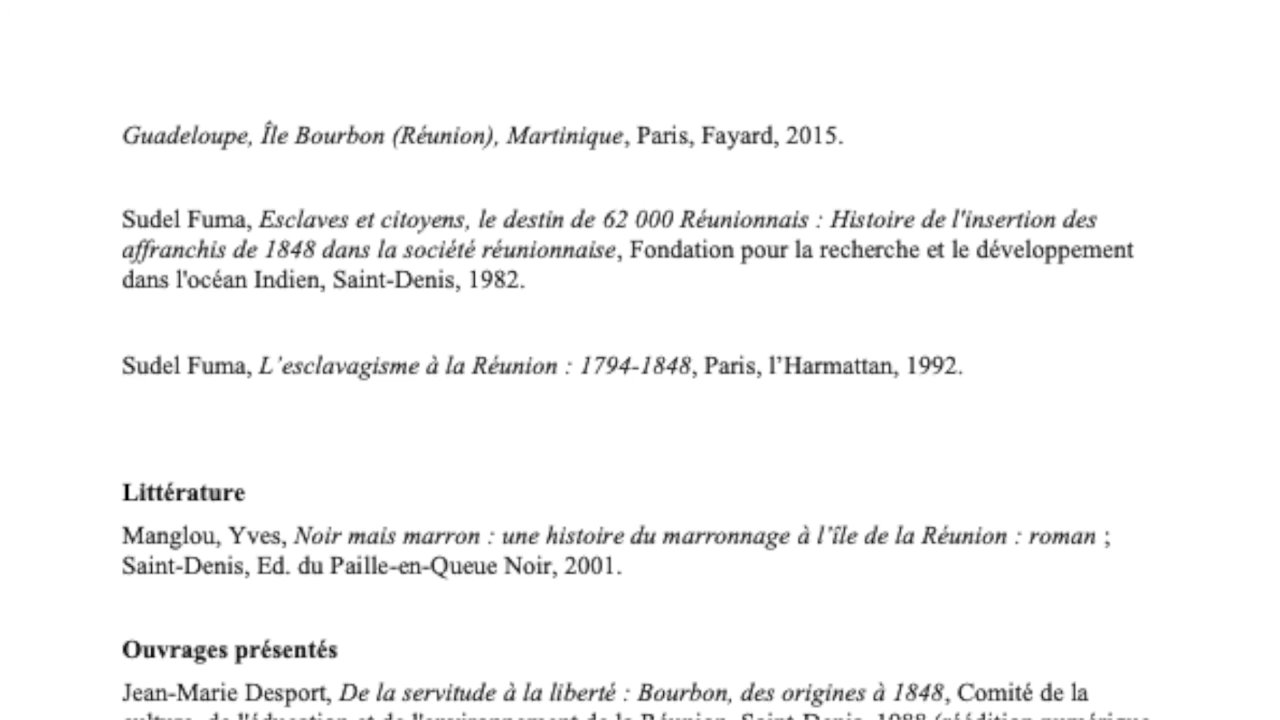 Guadeloupe, Île Bourbon (Réunion), Martinique, Paris, Fayard, 2015.
Sudel Fuma, Esclaves et citoyens, le destin de 62 000 Réunionnais : Histoire de l'insertion des
affranchis de 1848 dans la société réunionnaise, Fondation pour la recherche et le développement
dans l'océan Indien, Saint-Denis, 1982.
Sudel Fuma, L’esclavagisme à la Réunion : 1794-1848, Paris, l’Harmattan, 1992.
Littérature
Manglou, Yves, Noir mais marron : une histoire du marronnage à l’île de la Réunion : roman ;
Saint-Denis, Ed. du Paille-en-Queue Noir, 2001.
Ouvrages présentés
Jean-Marie Desport, De la servitude à la liberté : Bourbon, des origines à 1848, Comité de la
culture, de l'éducation et de l'environnement de la Réunion, Saint-Denis, 1988 (réédition numérique